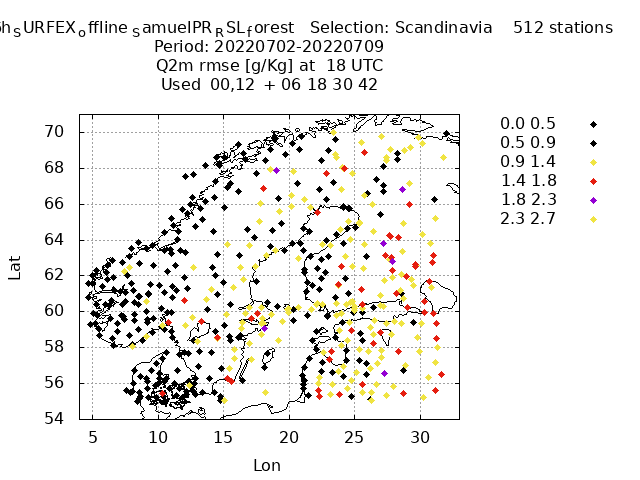 SURFEXoffline SamuelPR RSLforest Selection: Scandinavia 512 stations
Period: 20220702-20220709
Q2m rmse [g/Kg] at 18 UTC
Used 00,12 + 06 18 30 42
Lat
70
68
66
64
62
60
58
56
54
5 10 15 20 25 30
Lon
0.0 0.5
0.5 0.9
0.9 1.4
1.4 1.8
1.8 2.3
2.3 2.7